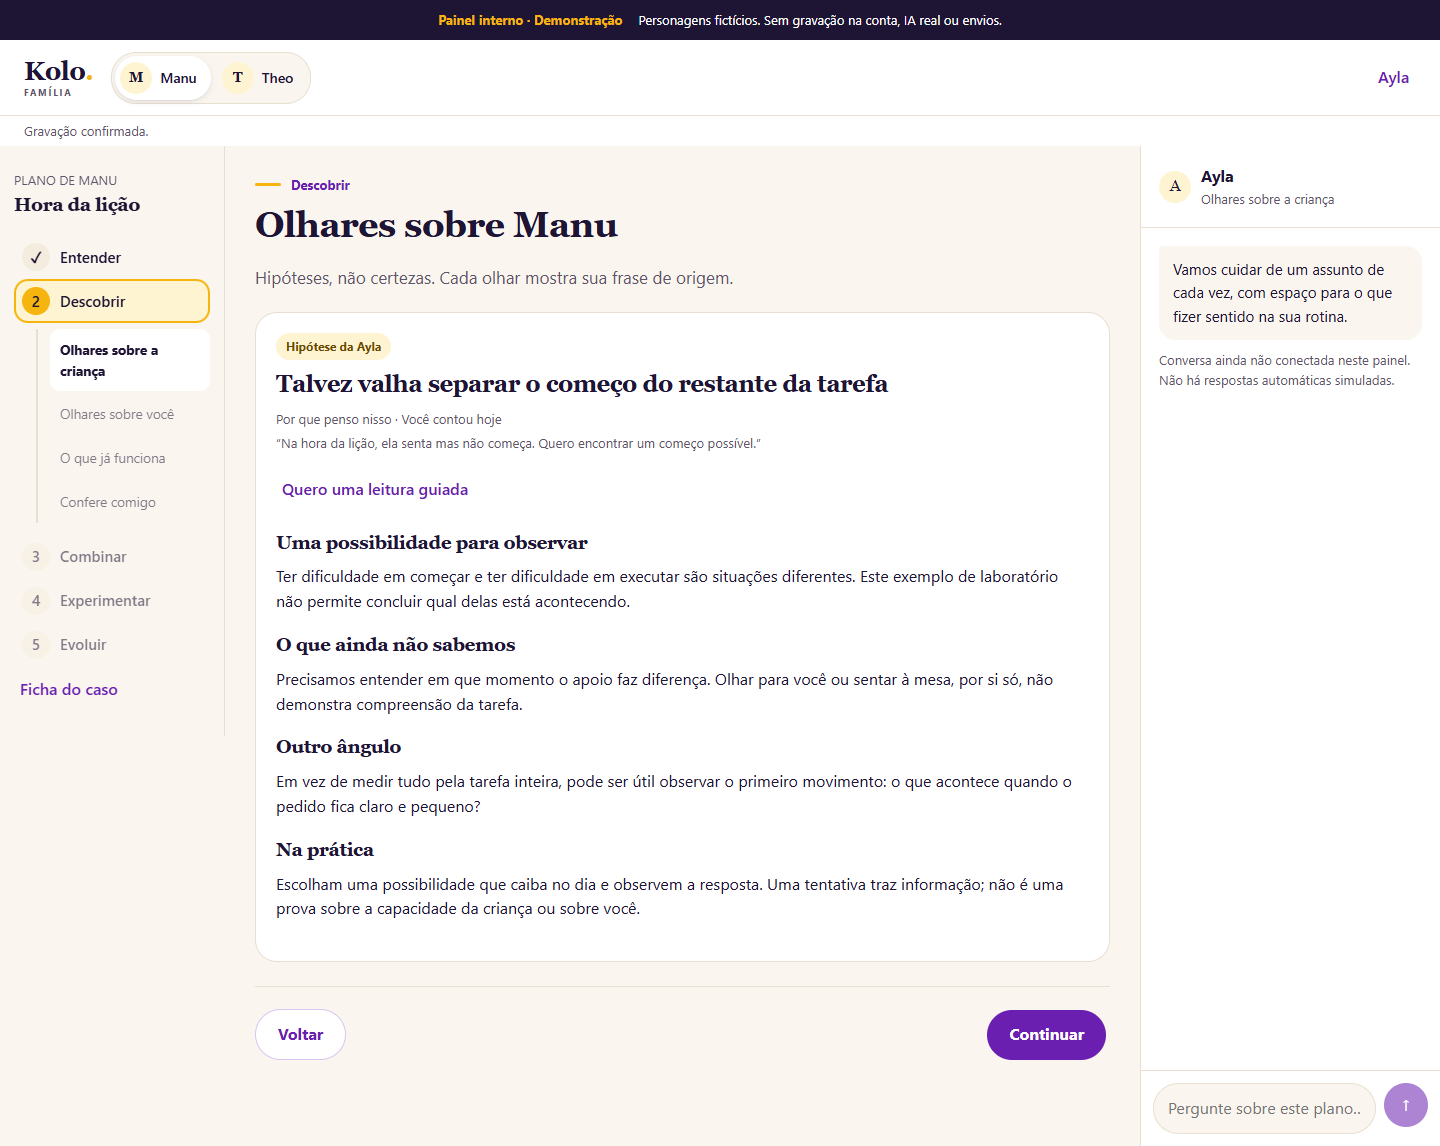 Painel interno · Demonstração Personagens fictícios. Sem gravação na conta, IA real ou envios.
Kolo.
FAMÍLIA
M Manu
T Theo
Ayla
Gravação confirmada.
PLANO DE MANU
Hora da lição
✓ Entender
2 Descobrir
Olhares sobre a
criança
Olhares sobre você
O que já funciona
Confere comigo
3 Combinar
4 Experimentar
5 Evoluir
Ficha do caso
Descobrir
Olhares sobre Manu
Hipóteses, não certezas. Cada olhar mostra sua frase de origem.
Hipótese da Ayla
Talvez valha separar o começo do restante da tarefa
Por que penso nisso · Você contou hoje
“Na hora da lição, ela senta mas não começa. Quero encontrar um começo possível.”
Quero uma leitura guiada
Uma possibilidade para observar
Ter dificuldade em começar e ter dificuldade em executar são situações diferentes. Este exemplo de laboratório
não permite concluir qual delas está acontecendo.
O que ainda não sabemos
Precisamos entender em que momento o apoio faz diferença. Olhar para você ou sentar à mesa, por si só, não
demonstra compreensão da tarefa.
Outro ângulo
Em vez de medir tudo pela tarefa inteira, pode ser útil observar o primeiro movimento: o que acontece quando o
pedido fica claro e pequeno?
Na prática
Escolham uma possibilidade que caiba no dia e observem a resposta. Uma tentativa traz informação; não é uma
prova sobre a capacidade da criança ou sobre você.
Voltar
Continuar
A
Ayla
Olhares sobre a criança
Vamos cuidar de um assunto de
cada vez, com espaço para o que
fizer sentido na sua rotina.
Conversa ainda não conectada neste painel.
Não há respostas automáticas simuladas.
Pergunte sobre este plano..
↑